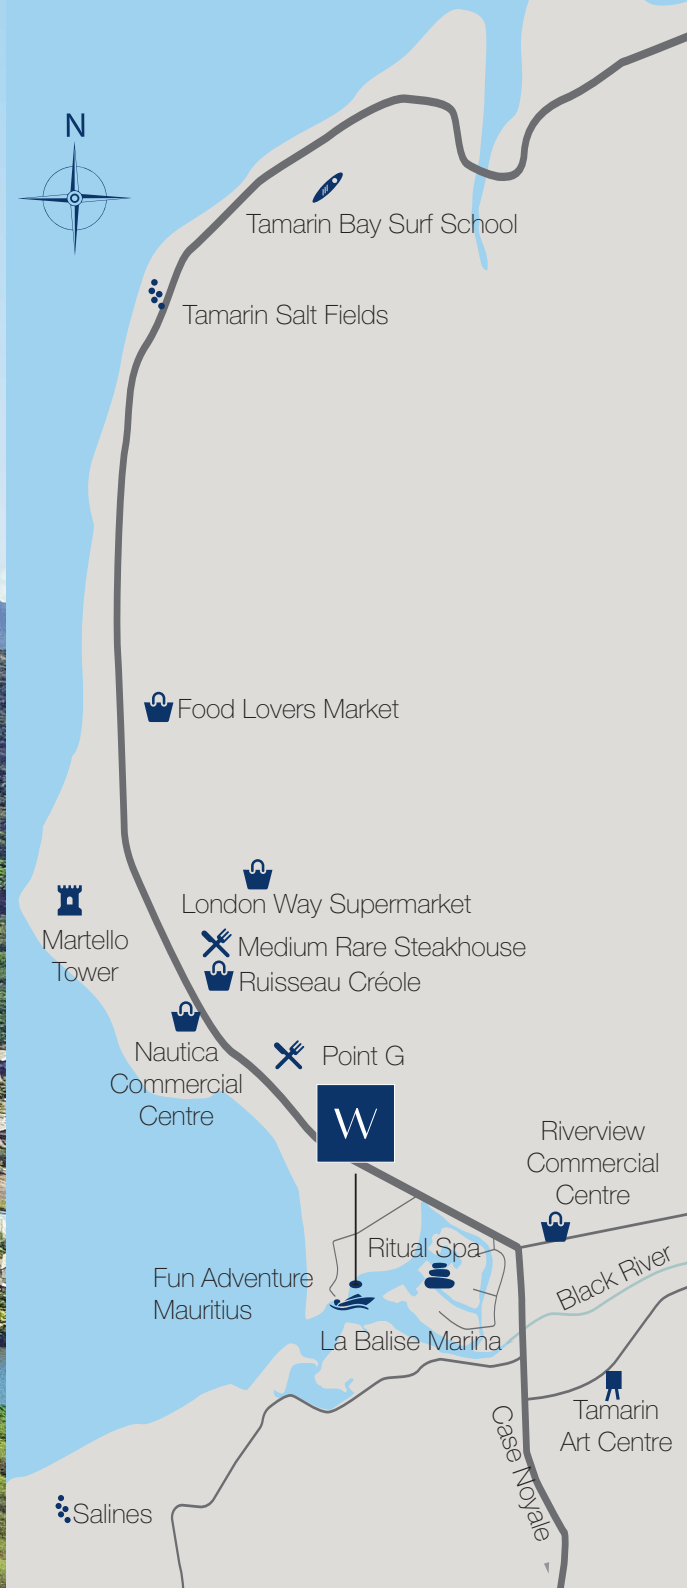 N
Tamarin Bay Surf School
Tamarin Salt Fields
Food Lovers Market
London Way Supermarket
Martello
Tower
Medium Rare Steakhouse
Ruisseau Créole
Nautica
Commercial
Centre
Point G
W
Riverview
Commercial
Centre
Ritual Spa
Fun Adventure
Mauritius
Black River
La Balise Marina
Tamarin
Art Centre
Case Noyale
Salines